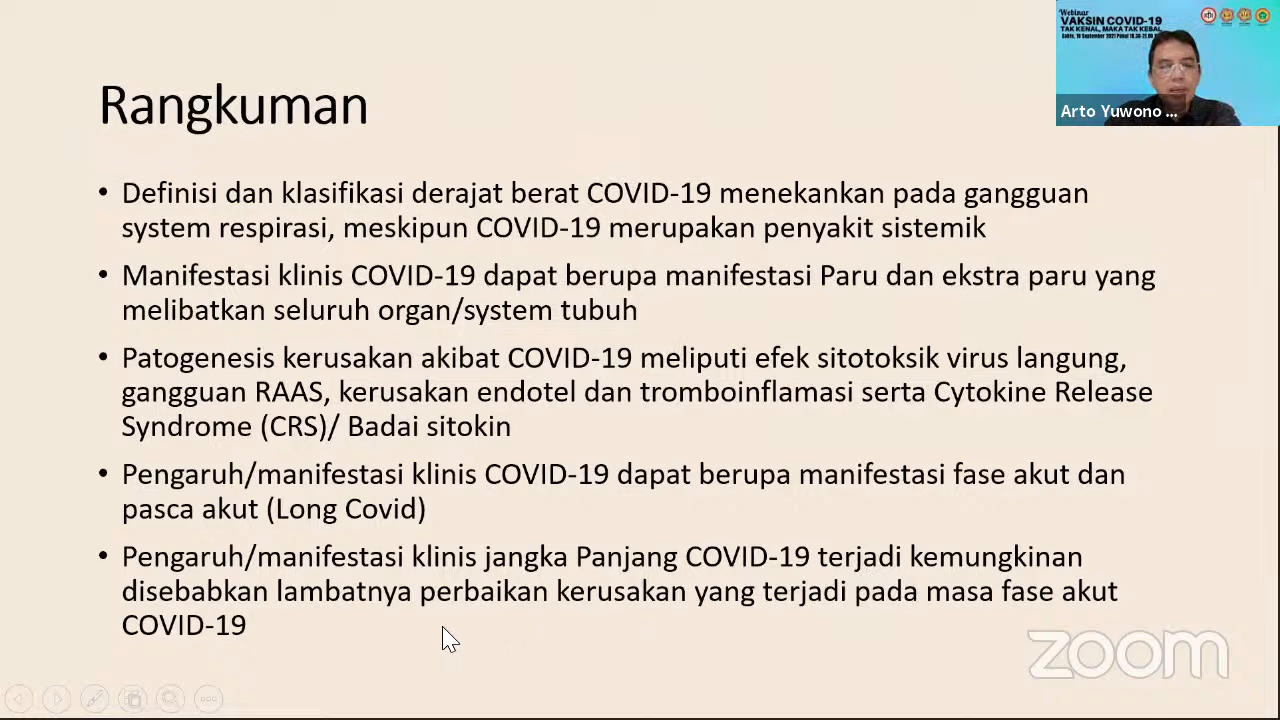 Webinar
VAKSIN COVID-19
TAK KENAL, MAKA TAK KEBAL
Arto Yuwono ...
Rangkuman
• Definisi dan klasifikasi derajat berat COVID-19 menekankan pada gangguan
system respirasi, meskipun COVID-19 merupakan penyakit sistemik
• Manifestasi klinis COVID-19 dapat berupa manifestasi Paru dan ekstra paru yang
melibatkan seluruh organ/system tubuh
• Patogenesis kerusakan akibat COVID-19 meliputi efek sitotoksik virus langung,
gangguan RAAS, kerusakan endotel dan tromboinflamasi serta Cytokine Release
Syndrome (CRS)/ Badai sitokin
• Pengaruh/manifestasi klinis COVID-19 dapat berupa manifestasi fase akut dan
pasca akut (Long Covid)
• Pengaruh/manifestasi klinis jangka Panjang COVID-19 terjadi kemungkinan
disebabkan lambatnya perbaikan kerusakan yang terjadi pada masa fase akut
COVID-19
zoom